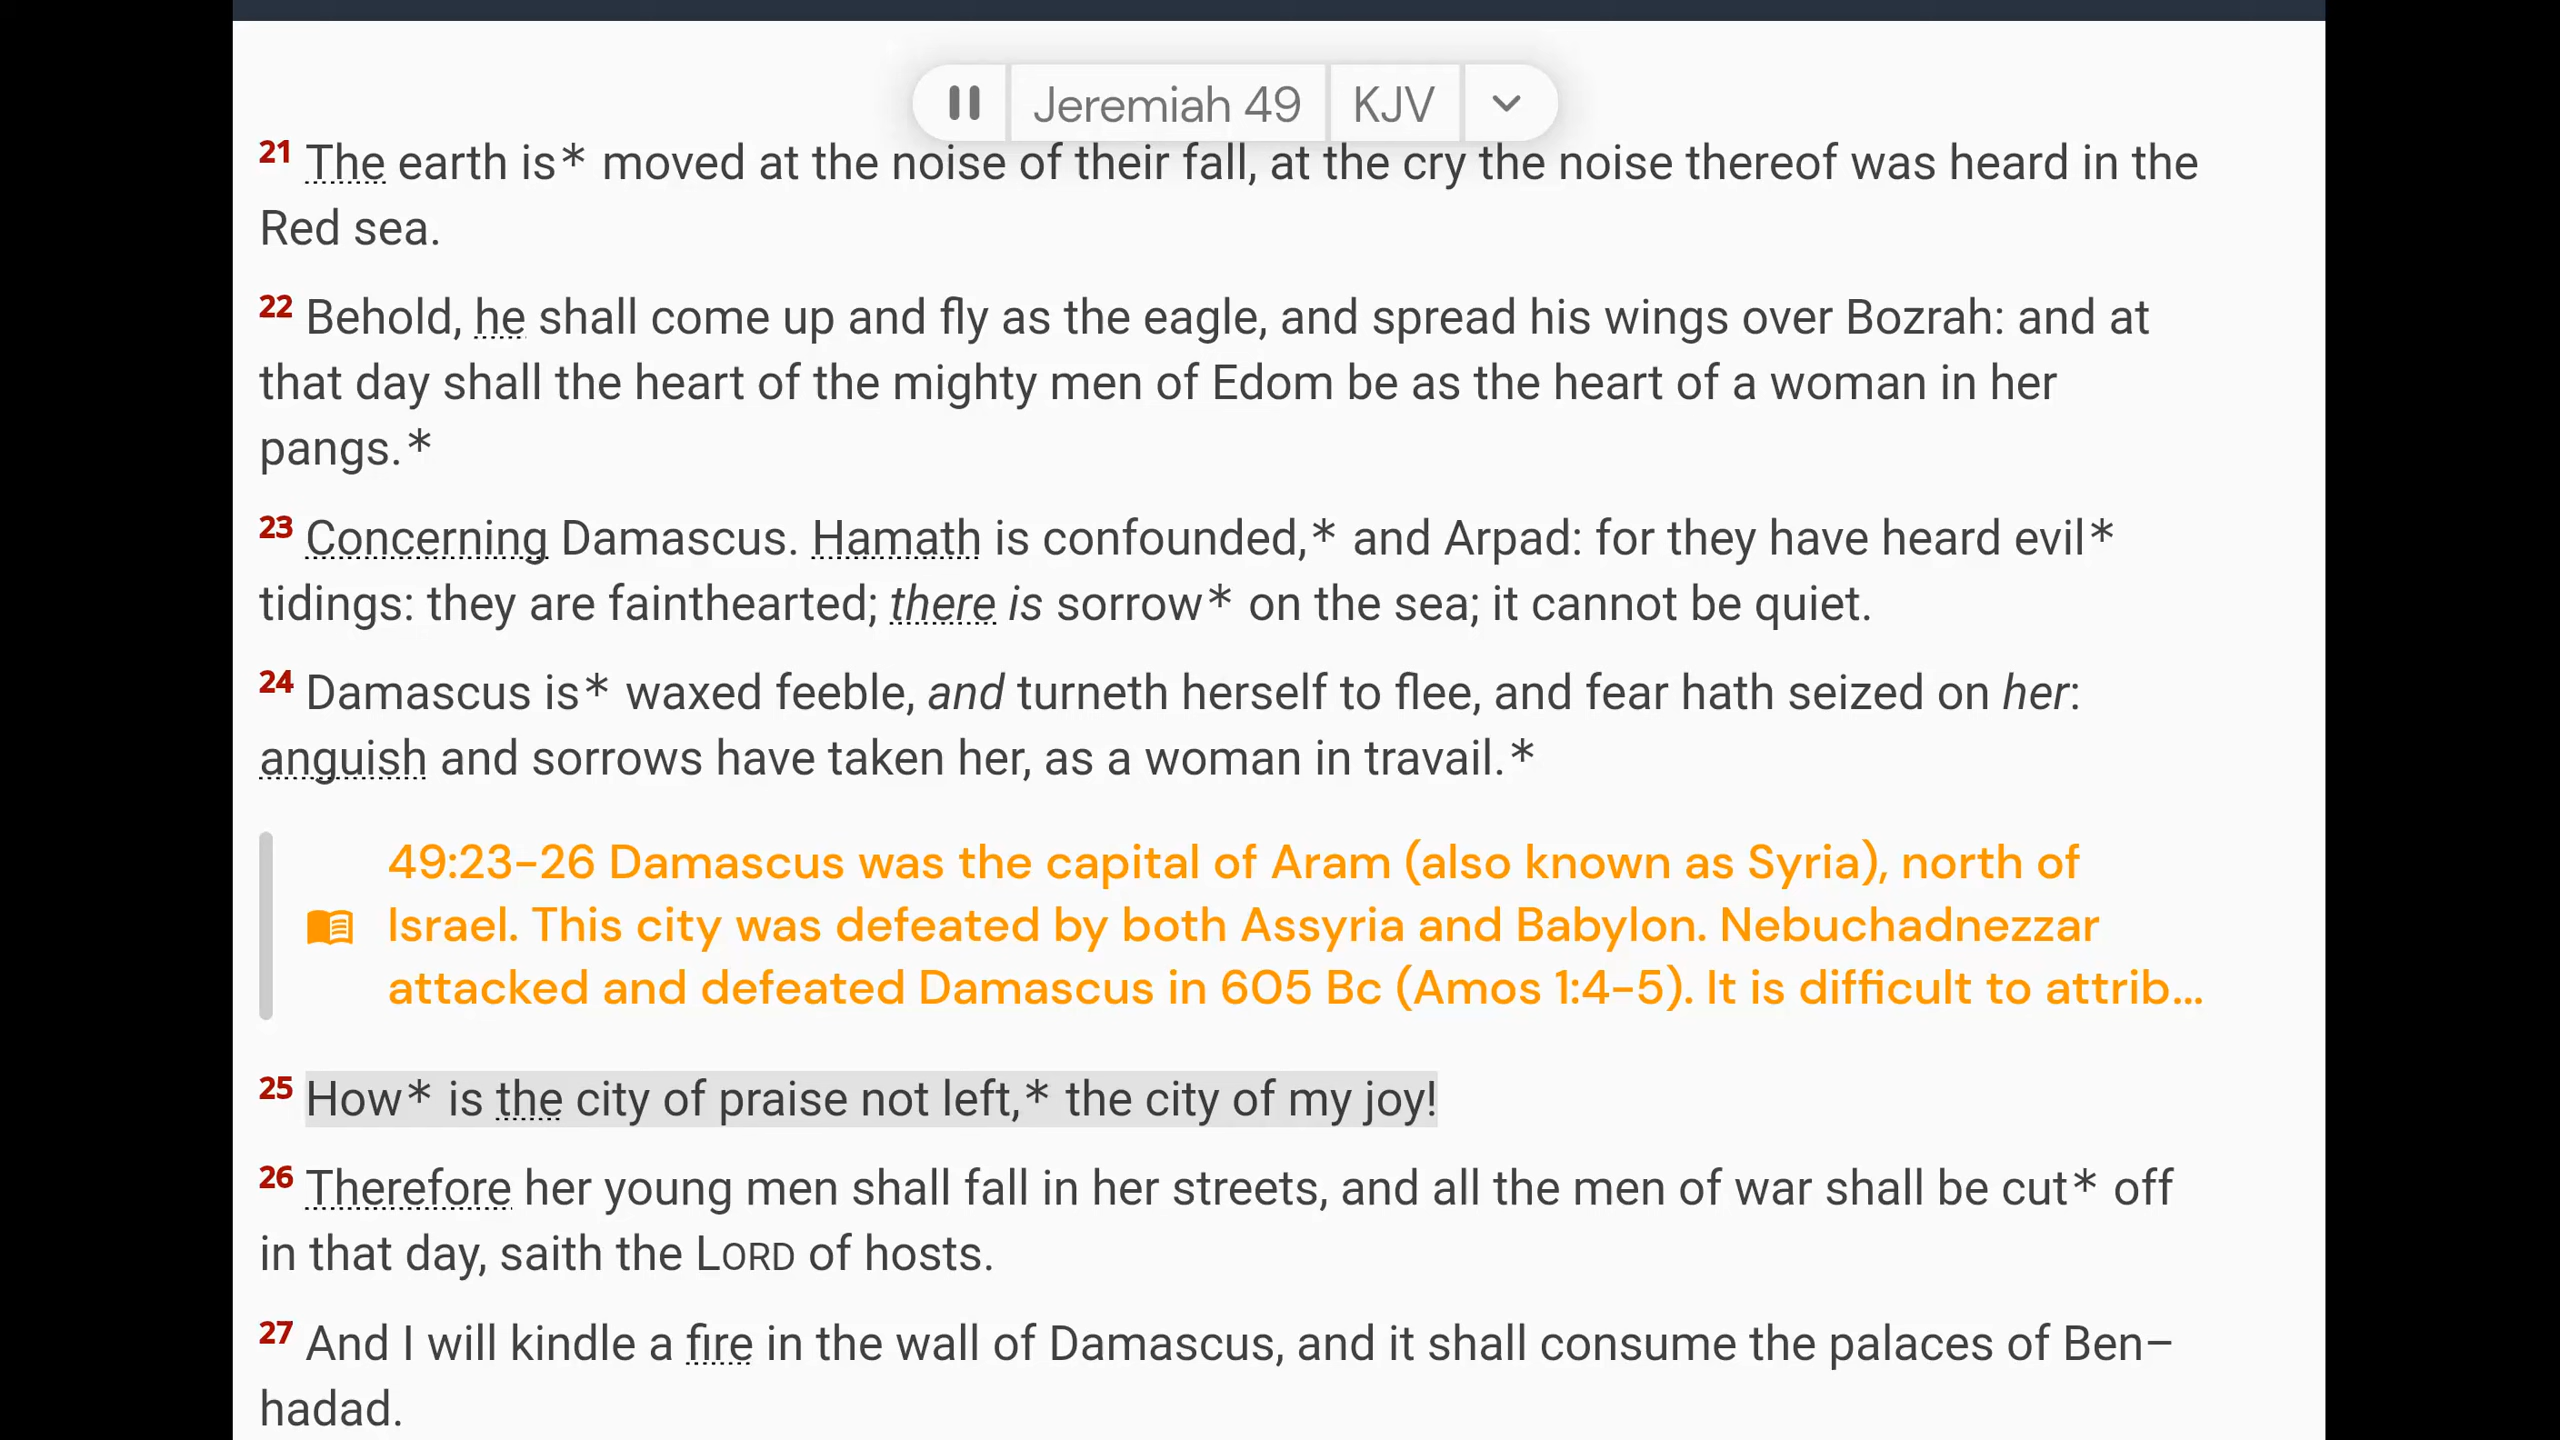 Jeremiah 49 KJV
21 The earth is* moved at the noise of their fall, at the cry the noise thereof was heard in the
Red sea.
22 Behold, he shall come up and fly as the eagle, and spread his wings over Bozrah: and at
that day shall the heart of the mighty men of Edom be as the heart of a woman in her
pangs.*
23 Concerning Damascus. Hamath is confounded,* and Arpad: for they have heard evil*
tidings: they are fainthearted; there is sorrow* on the sea; it cannot be quiet.
24 Damascus is* waxed feeble, and turneth herself to flee, and fear hath seized on her:
anguish and sorrows have taken her, as a woman in travail.*
49:23–26 Damascus was the capital of Aram (also known as Syria), north of
Israel. This city was defeated by both Assyria and Babylon. Nebuchadnezzar
attacked and defeated Damascus in 605 Bc (Amos 1:4–5). It is difficult to attrib...
25 How* is the city of praise not left,* the city of my joy!
26 Therefore her young men shall fall in her streets, and all the men of war shall be cut* off
in that day, saith the LORD of hosts.
27 And I will kindle a fire in the wall of Damascus, and it shall consume the palaces of Ben–
hadad.